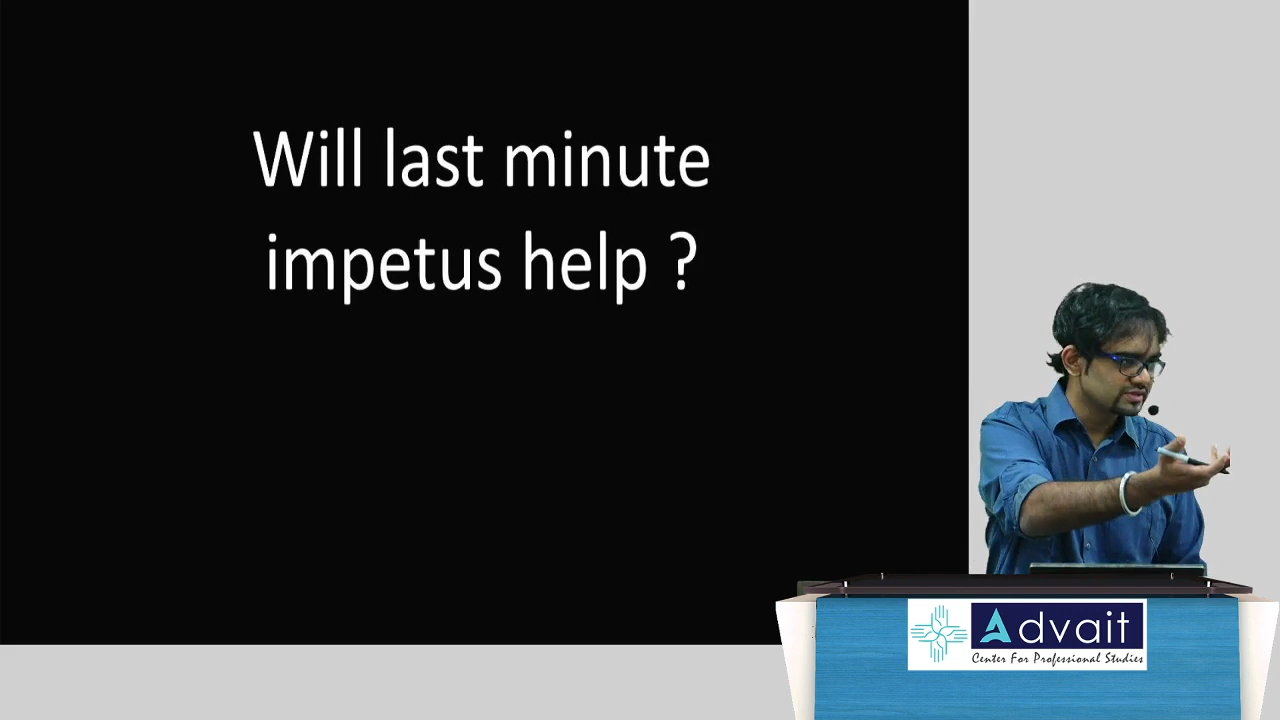 Will last minute
impetus help ?
Advait
Center For Professional Studies